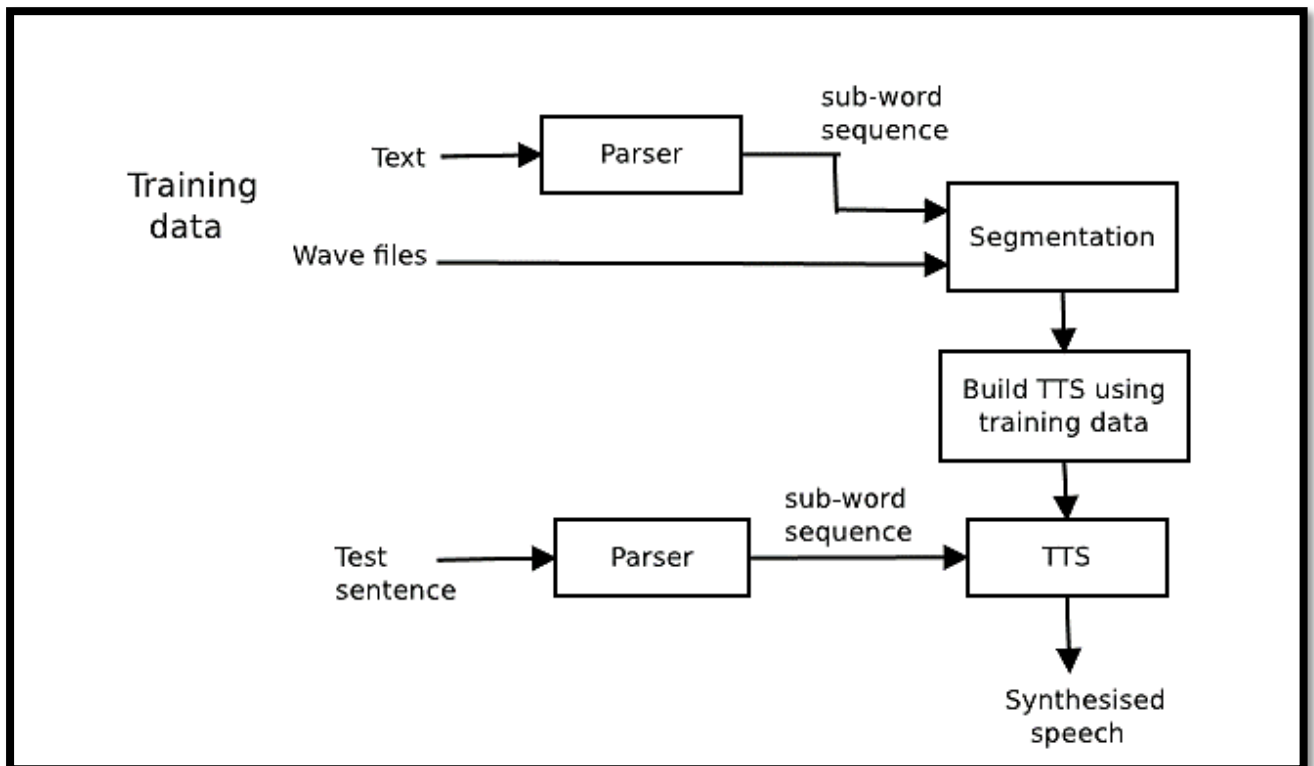 sub-word
sequence
Text
Parser
Training
data
Segmentation
Wave files
Build TTS using
training data
sub-word
sequence
Test
sentence
Parser
TTS
Synthesised
speech